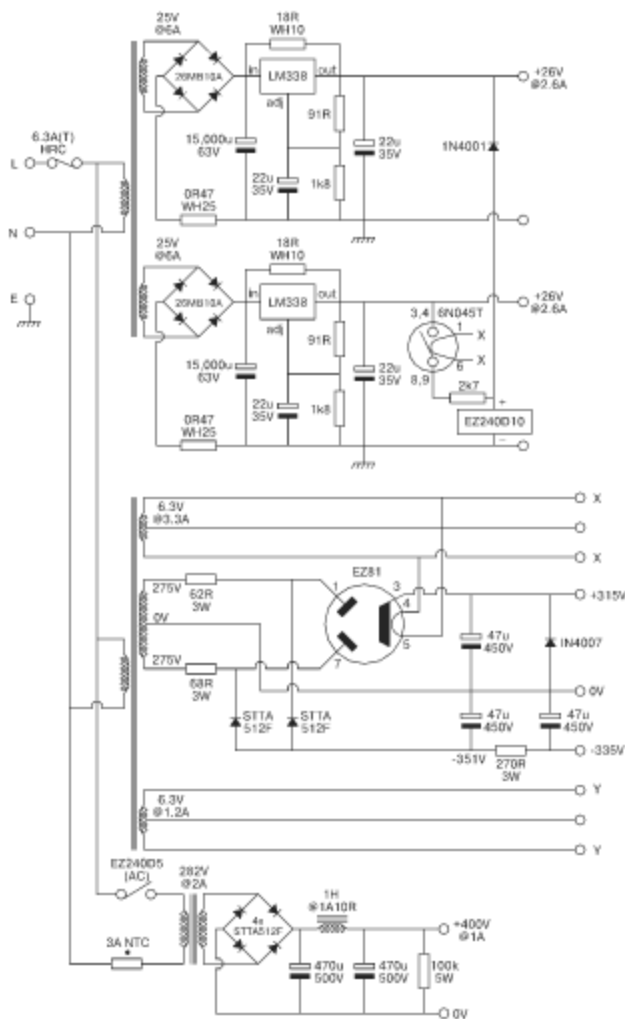 25V
@6A
18R
WH10
26MB10A
in
LM338
out
adj
+26V
@2.6A
6.3A(T)
HRC
L
15,000u
63V
91R
22u
35V
1N4001
22u
35V
1k8
0R47
WH25
N
25V
@6A
18R
WH10
E
26MB10A
in
LM338
out
adj
+26V
@2.6A
3,4
6N045T
1
X
6
X
91R
15,000u
63V
22u
35V
8,9
2k7
22u
35V
1k8
+
EZ240D10
–
0R47
WH25
6.3V
@3.3A
X
X
EZ81
275V
62R
3W
1
3
4
5
+315V
0V
47u
450V
IN4007
275V
68R
3W
7
0V
STTA
512F
STTA
512F
47u
450V
47u
450V
-351V
270R
3W
-335V
6.3V
@1.2A
Y
Y
EZ240D5
(AC)
282V
@2A
4x
STTA512F
1H
@1A10R
+400V
@1A
3A NTC
470u
500V
470u
500V
100k
5W
0V